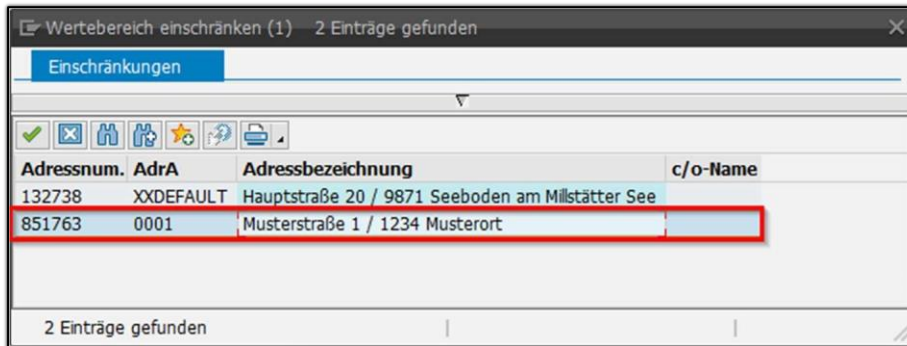 Wertebereich einschränken (1) 2 Einträge gefunden
Einschränkungen
Adressnum. AdrA Adressbezeichnung c/o-Name
132738 XXDEFAULT Hauptstraße 20 / 9871 Seeboden am Millstätter See
851763 0001 Musterstraße 1 / 1234 Musterort
2 Einträge gefunden